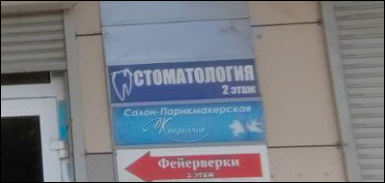 СТОМАТОЛОГИЯ
2 этаж
Салон-Парикмахерская
Фейерверки
2 этаж